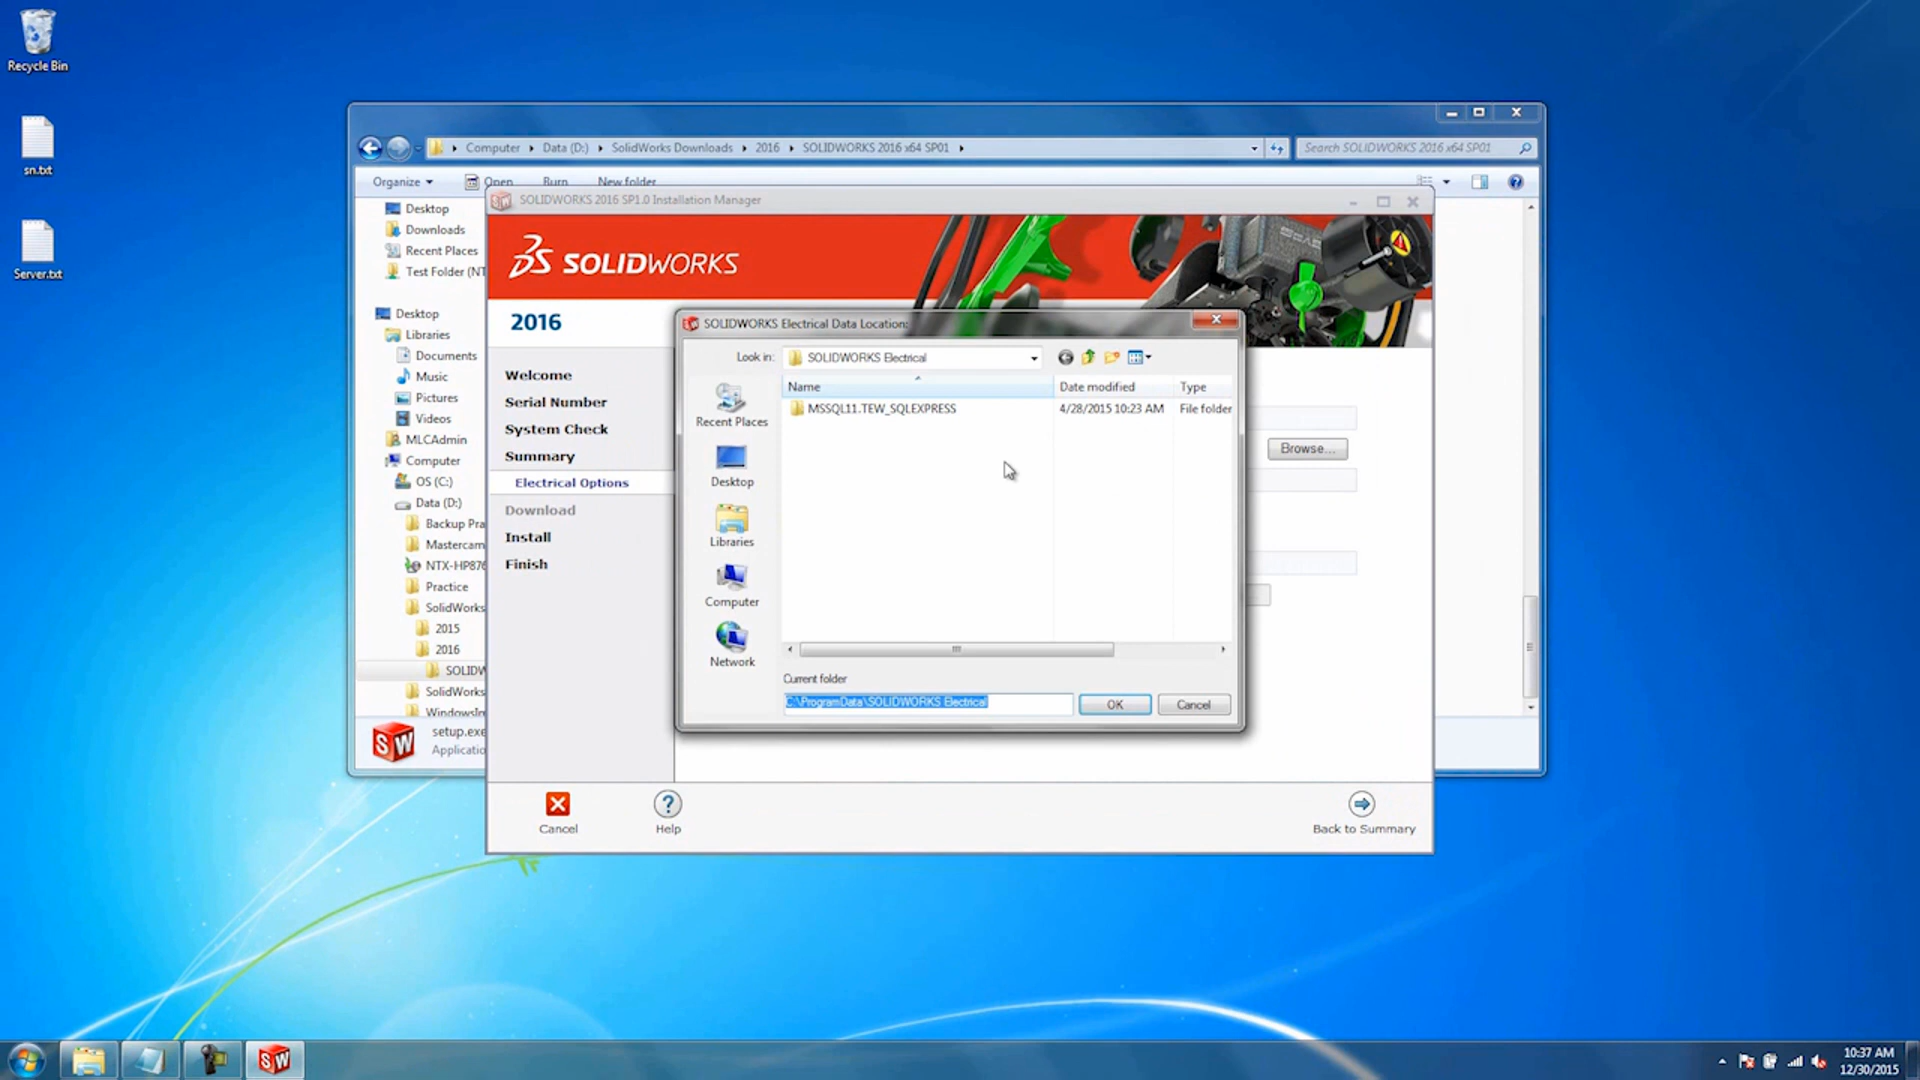 Recycle Bin
sn.txt
Server.txt
Computer
Data (D:)
SolidWorks Downloads
2016
SOLIDWORKS 2016 x64 SP01
Search SOLIDWORKS 2016 x64 SP01
Organize
Open
Burn
New folder
Desktop
Downloads
Recent Places
Test Folder (NT
Desktop
Libraries
Documents
Music
Pictures
Videos
MLCAdmin
Computer
OS (C:)
Data (D:)
Backup Pra
Mastercam
NTX-HP876
Practice
SolidWorks
2015
2016
SOLIDW
SolidWorks
WindowsIm
setup.exe
Applicatio
SOLIDWORKS 2016 SP1.0 Installation Manager
SOLIDWORKS
2016
Welcome
Serial Number
System Check
Summary
Electrical Options
Download
Install
Finish
SOLIDWORKS Electrical Data Location:
Look in:
SOLIDWORKS Electrical
Name
Date modified
Type
MSSQL11.TEW_SQLEXPRESS
4/28/2015 10:23 AM
File folder
Recent Places
Desktop
Libraries
Computer
Network
Current folder
C:\ProgramData\SOLIDWORKS Electrical
OK
Cancel
Browse...
Cancel
Help
Back to Summary
10:37 AM
12/30/2015